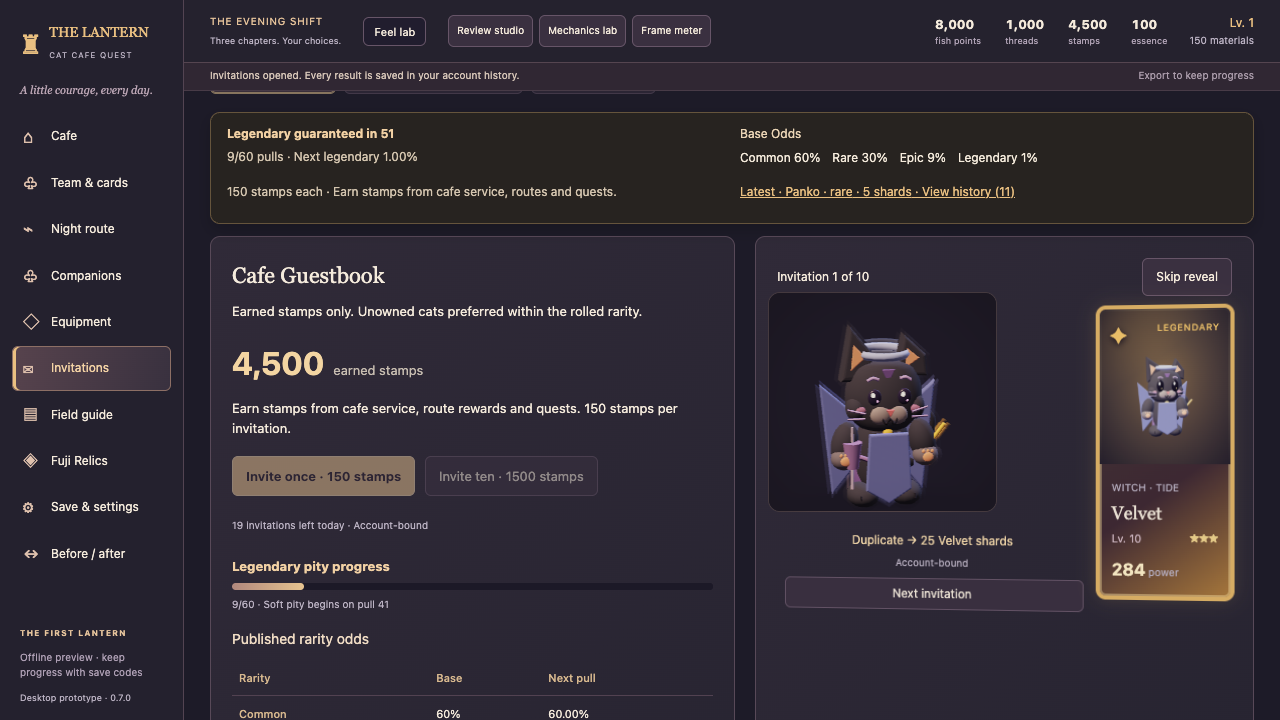 THE LANTERN
CAT CAFE QUEST
A little courage, every day.
Cafe
Team & cards
Night route
Companions
Equipment
Invitations
Field guide
Fuji Relics
Save & settings
Before / after
THE FIRST LANTERN
Offline preview · keep
progress with save codes
Desktop prototype · 0.7.0
THE EVENING SHIFT
Three chapters. Your choices.
Feel lab
Review studio
Mechanics lab
Frame meter
8,000
fish points
1,000
threads
4,500
stamps
100
essence
Lv. 1
150 materials
Invitations opened. Every result is saved in your account history.
Export to keep progress
Legendary guaranteed in 51
9/60 pulls · Next legendary 1.00%
150 stamps each · Earn stamps from cafe service, routes and quests.
Base Odds
Common 60% Rare 30% Epic 9% Legendary 1%
Latest · Panko · rare · 5 shards · View history (11)
Cafe Guestbook
Earned stamps only. Unowned cats preferred within the rolled rarity.
4,500 earned stamps
Earn stamps from cafe service, route rewards and quests. 150 stamps per
invitation.
Invite once · 150 stamps
Invite ten · 1500 stamps
19 invitations left today · Account-bound
Legendary pity progress
9/60 · Soft pity begins on pull 41
Published rarity odds
Rarity Base Next pull
Common 60% 60.00%
Invitation 1 of 10
Skip reveal
Duplicate → 25 Velvet shards
Account-bound
Next invitation
LEGENDARY
WITCH · TIDE
Velvet
Lv. 10 ★★★
284 power